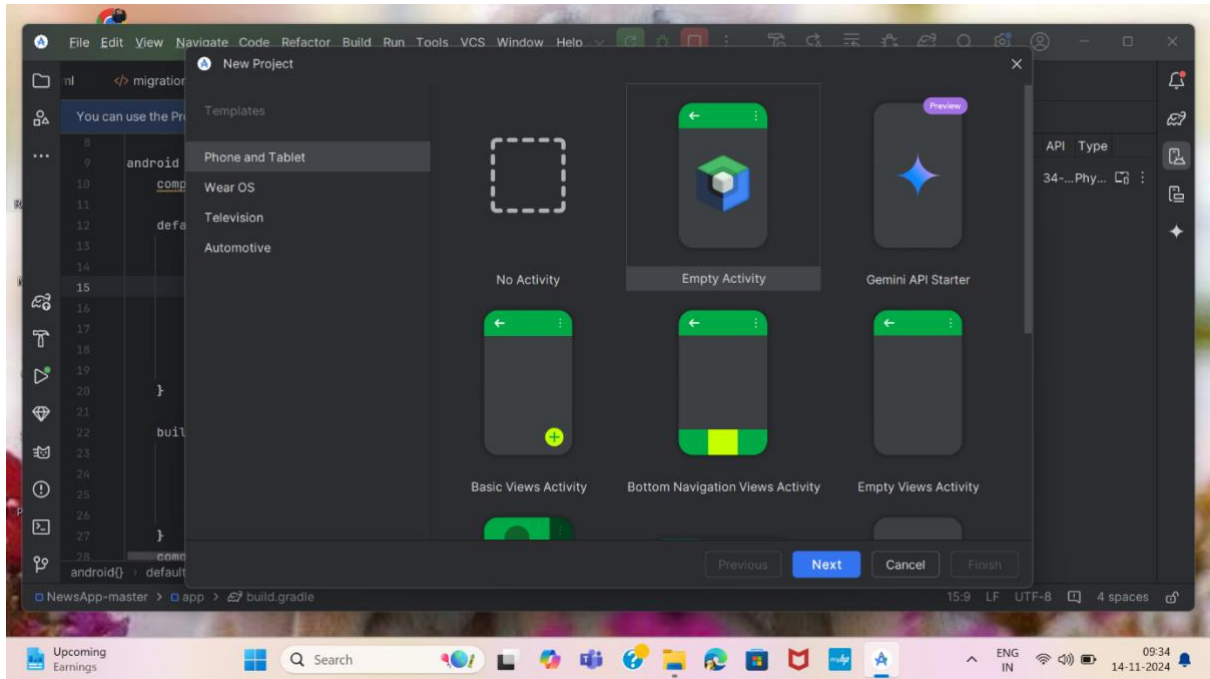 File Edit View Navigate Code Refactor Build Run Tools VCS Window Help
New Project
ml </> migration
You can use the Pr
Templates
Phone and Tablet
Wear OS
Television
Automotive
Preview
No Activity
Empty Activity
Gemini API Starter
Basic Views Activity
Bottom Navigation Views Activity
Empty Views Activity
Previous
Next
Cancel
Finish
8
9 android
10 comp
11
12 defa
13
14
15
16
17
18
19
20 }
21
22 buil
23
24
25
26
27 }
28 comp
API Type
34-...Phy...
android{} › default
NewsApp-master > app > build.gradle
15:9 LF UTF-8 4 spaces
Upcoming
Earnings
Search
ENG
IN
09:34
14-11-2024